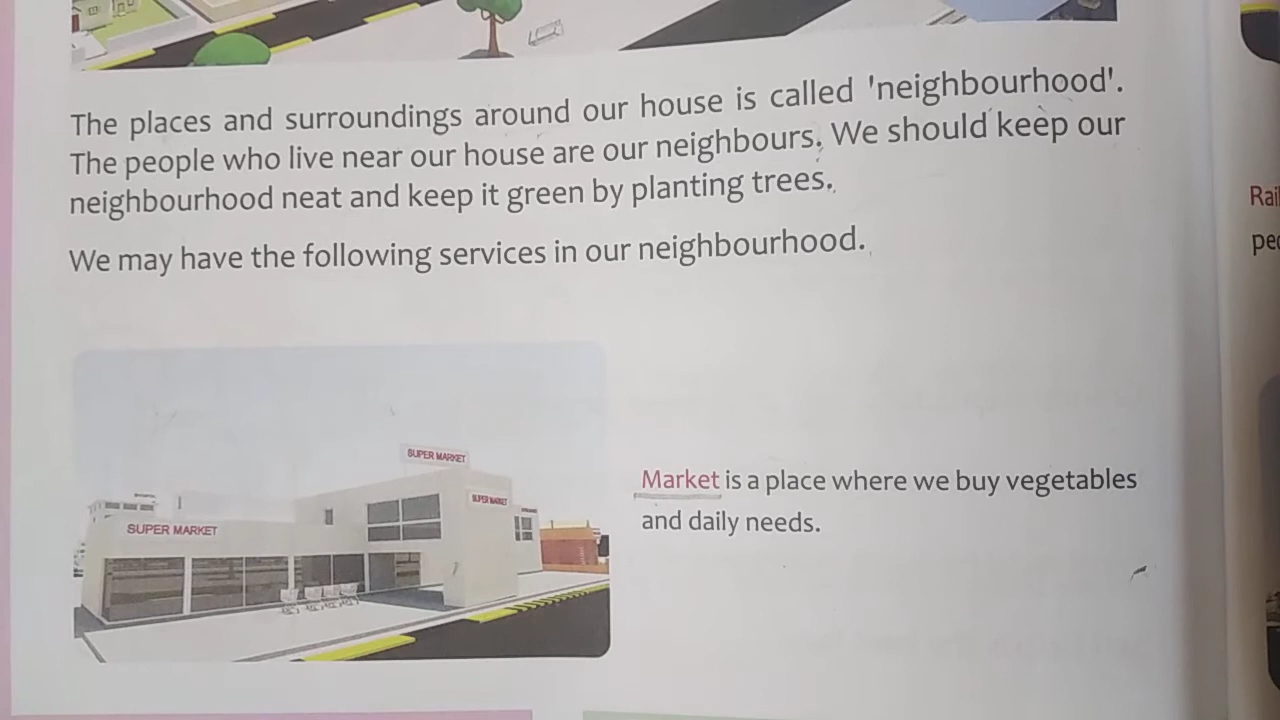 The places and surroundings around our house is called 'neighbourhood'.
The people who live near our house are our neighbours. We should keep our
neighbourhood neat and keep it green by planting trees.
We may have the following services in our neighbourhood.
SUPER MARKET
SUPER MARKET
SUPER MARKET
Market is a place where we buy vegetables
and daily needs.